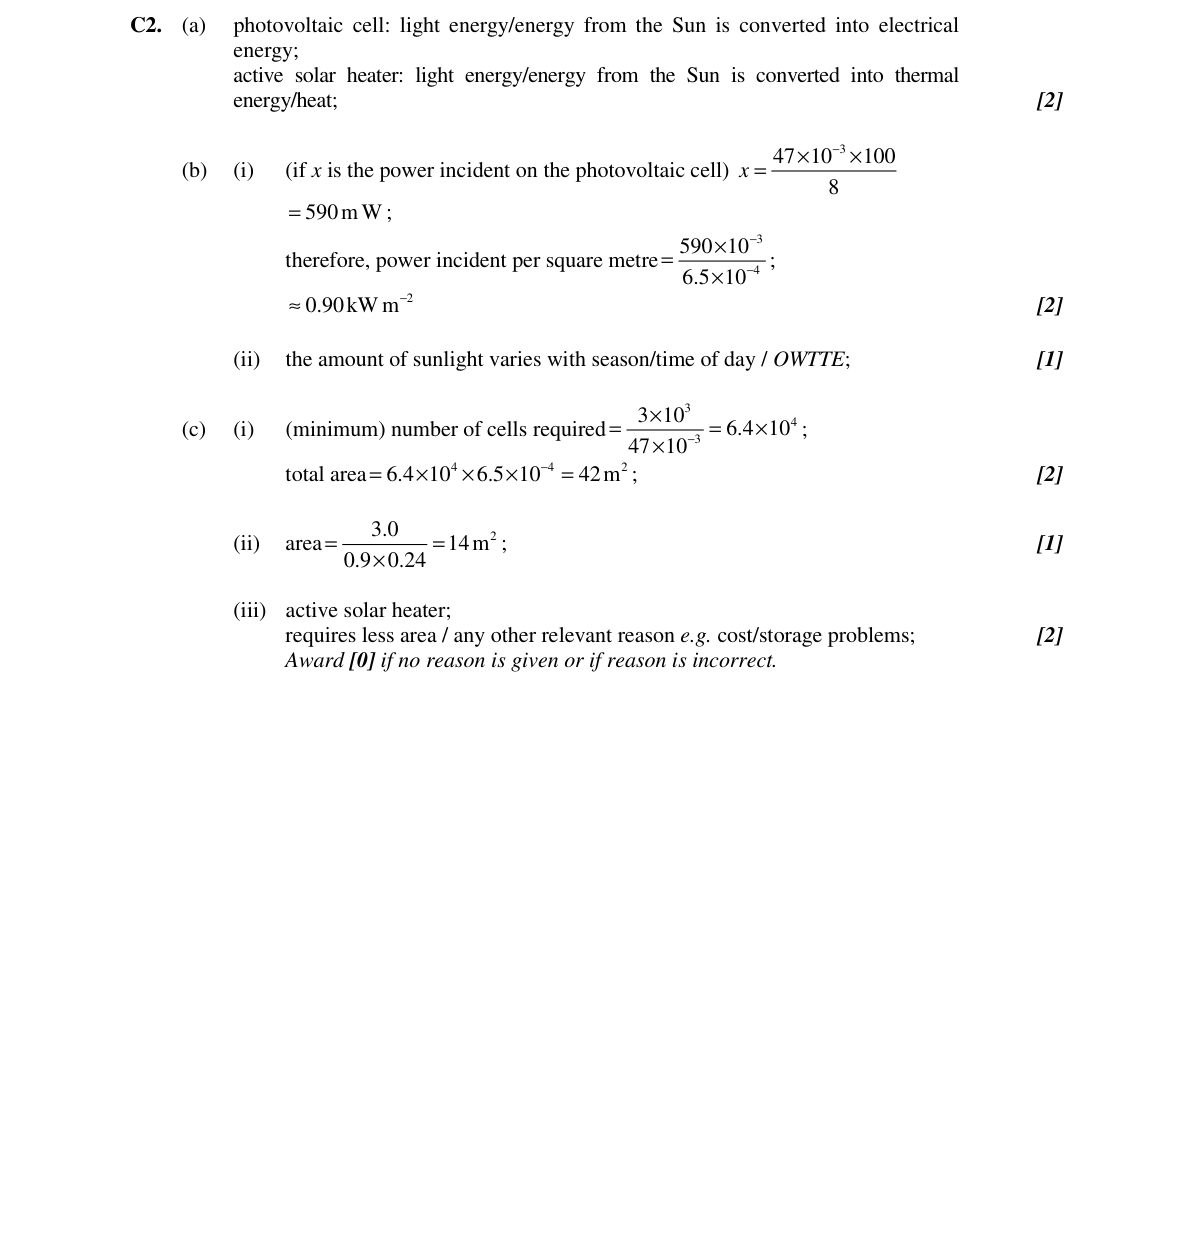 C2. (a) photovoltaic cell: light energy/energy from the Sun is converted into electrical
energy;
active solar heater: light energy/energy from the Sun is converted into thermal
energy/heat; [2]
(b) (i) (if x is the power incident on the photovoltaic cell) x = 47×10⁻³×100 / 8
= 590 m W ;
therefore, power incident per square metre = 590×10⁻³ / 6.5×10⁻⁴ ;
≈ 0.90 kW m⁻² [2]
(ii) the amount of sunlight varies with season/time of day / OWTTE; [1]
(c) (i) (minimum) number of cells required = 3×10³ / 47×10⁻³ = 6.4×10⁴ ;
total area = 6.4×10⁴ ×6.5×10⁻⁴ = 42 m² ; [2]
(ii) area = 3.0 / 0.9×0.24 = 14 m² ; [1]
(iii) active solar heater;
requires less area / any other relevant reason e.g. cost/storage problems; [2]
Award [0] if no reason is given or if reason is incorrect.